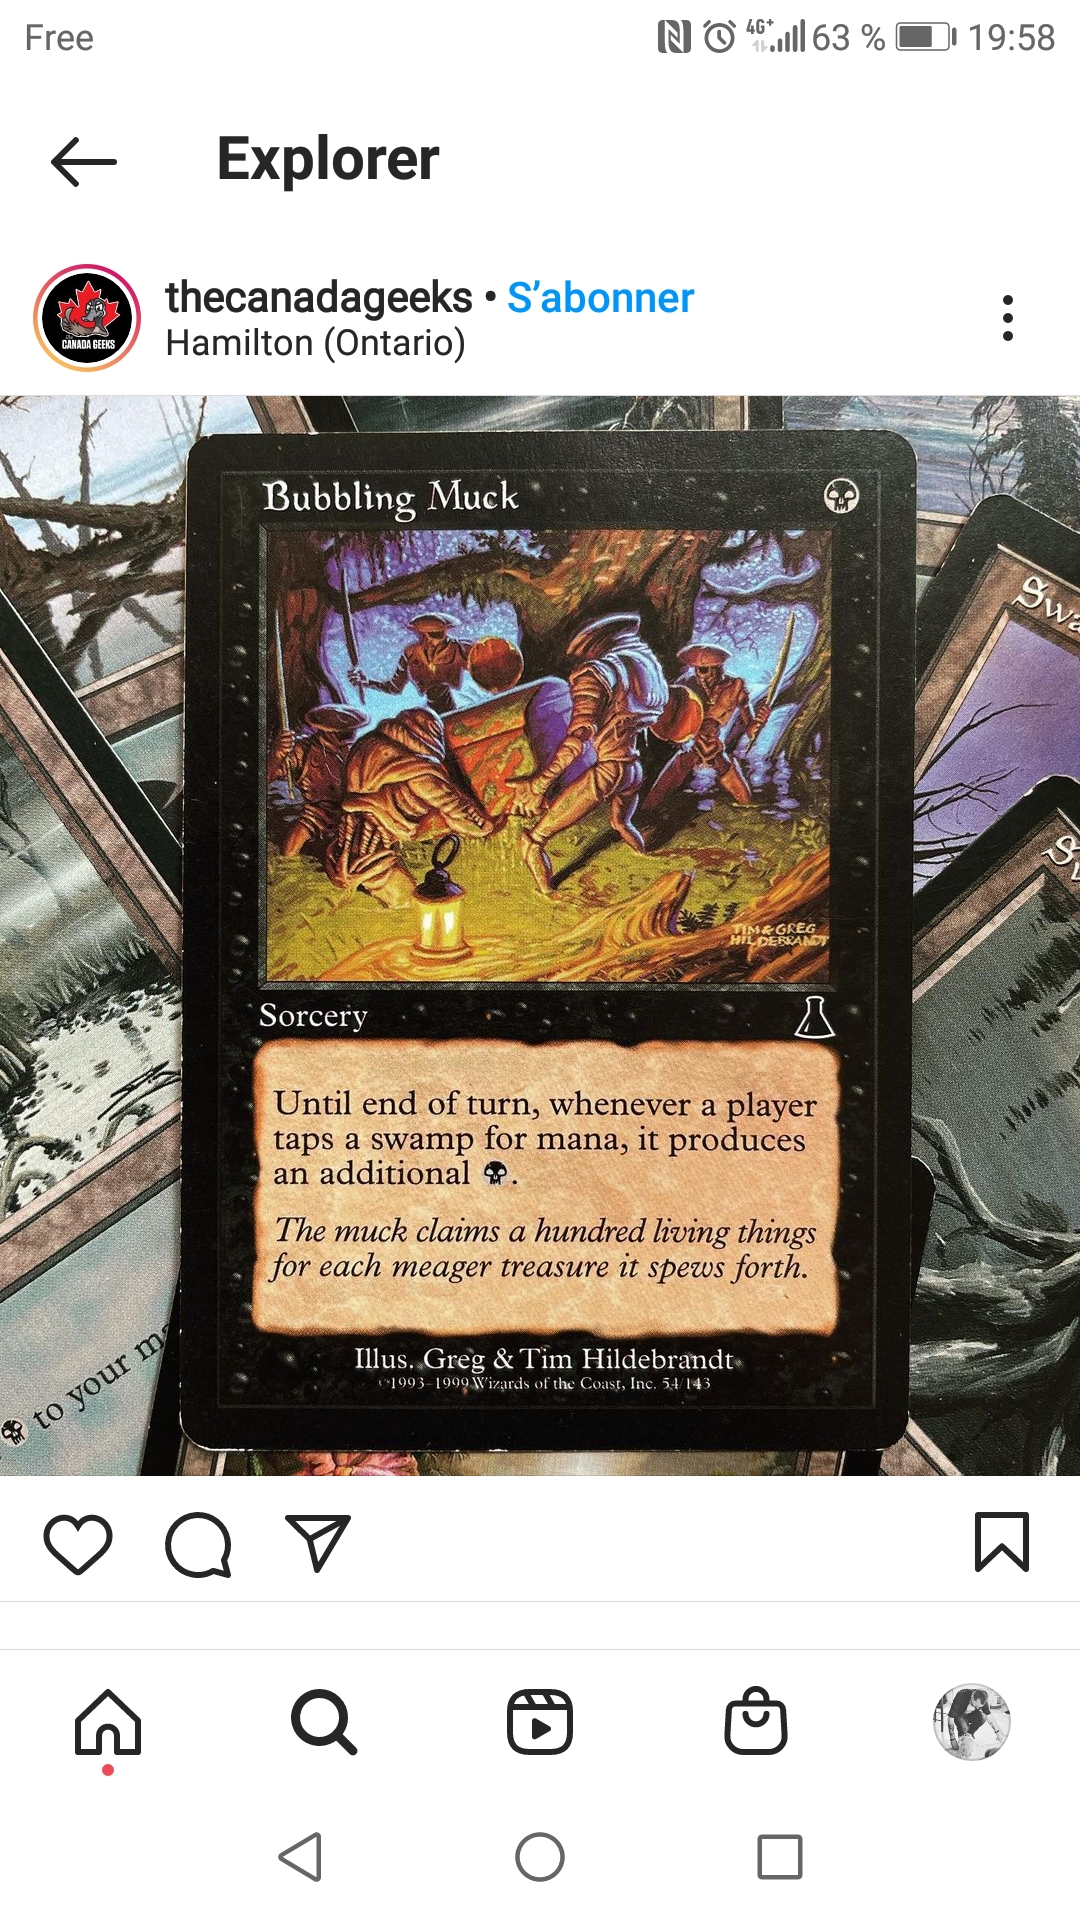 Free 4G+ 63 % 19:58
Explorer
thecanadageeks • S’abonner
Hamilton (Ontario)
CANADA GEEKS
Bubbling Muck
Swa
TIM & GREG
HILDEBRANDT
Sorcery
Until end of turn, whenever a player
taps a swamp for mana, it produces
an additional .
The muck claims a hundred living things
for each meager treasure it spews forth.
to your ma
Illus. Greg & Tim Hildebrandt
©1993–1999 Wizards of the Coast, Inc. 54/143